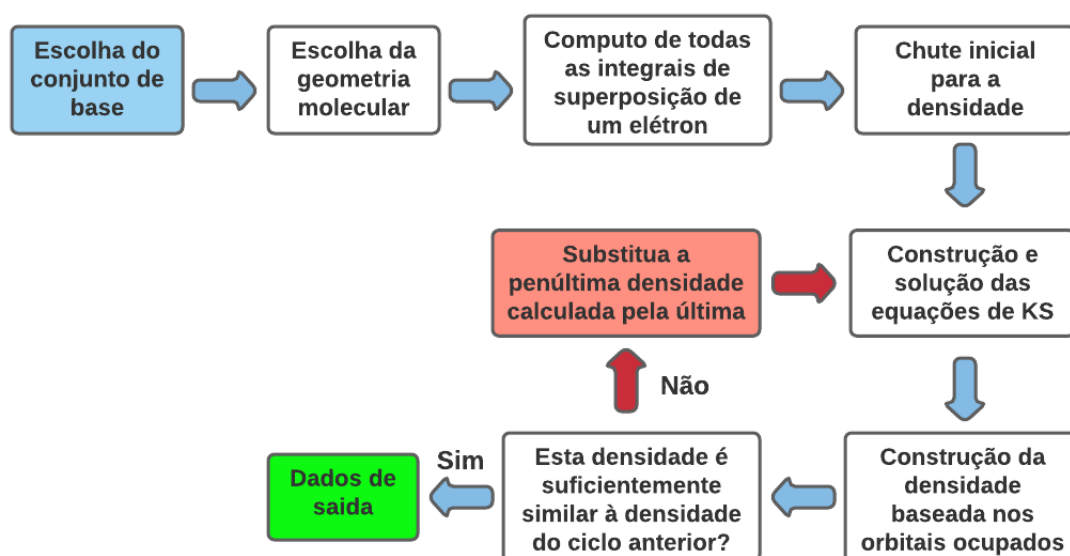 Escolha do
conjunto de
base
Escolha da
geometria
molecular
Computo de todas
as integrais de
superposição de
um elétron
Chute inicial
para a
densidade
Construção e
solução das
equações de KS
Construção da
densidade
baseada nos
orbitais ocupados
Esta densidade é
suficientemente
similar à densidade
do ciclo anterior?
Não
Substitua a
penúltima densidade
calculada pela última
Sim
Dados de
saida